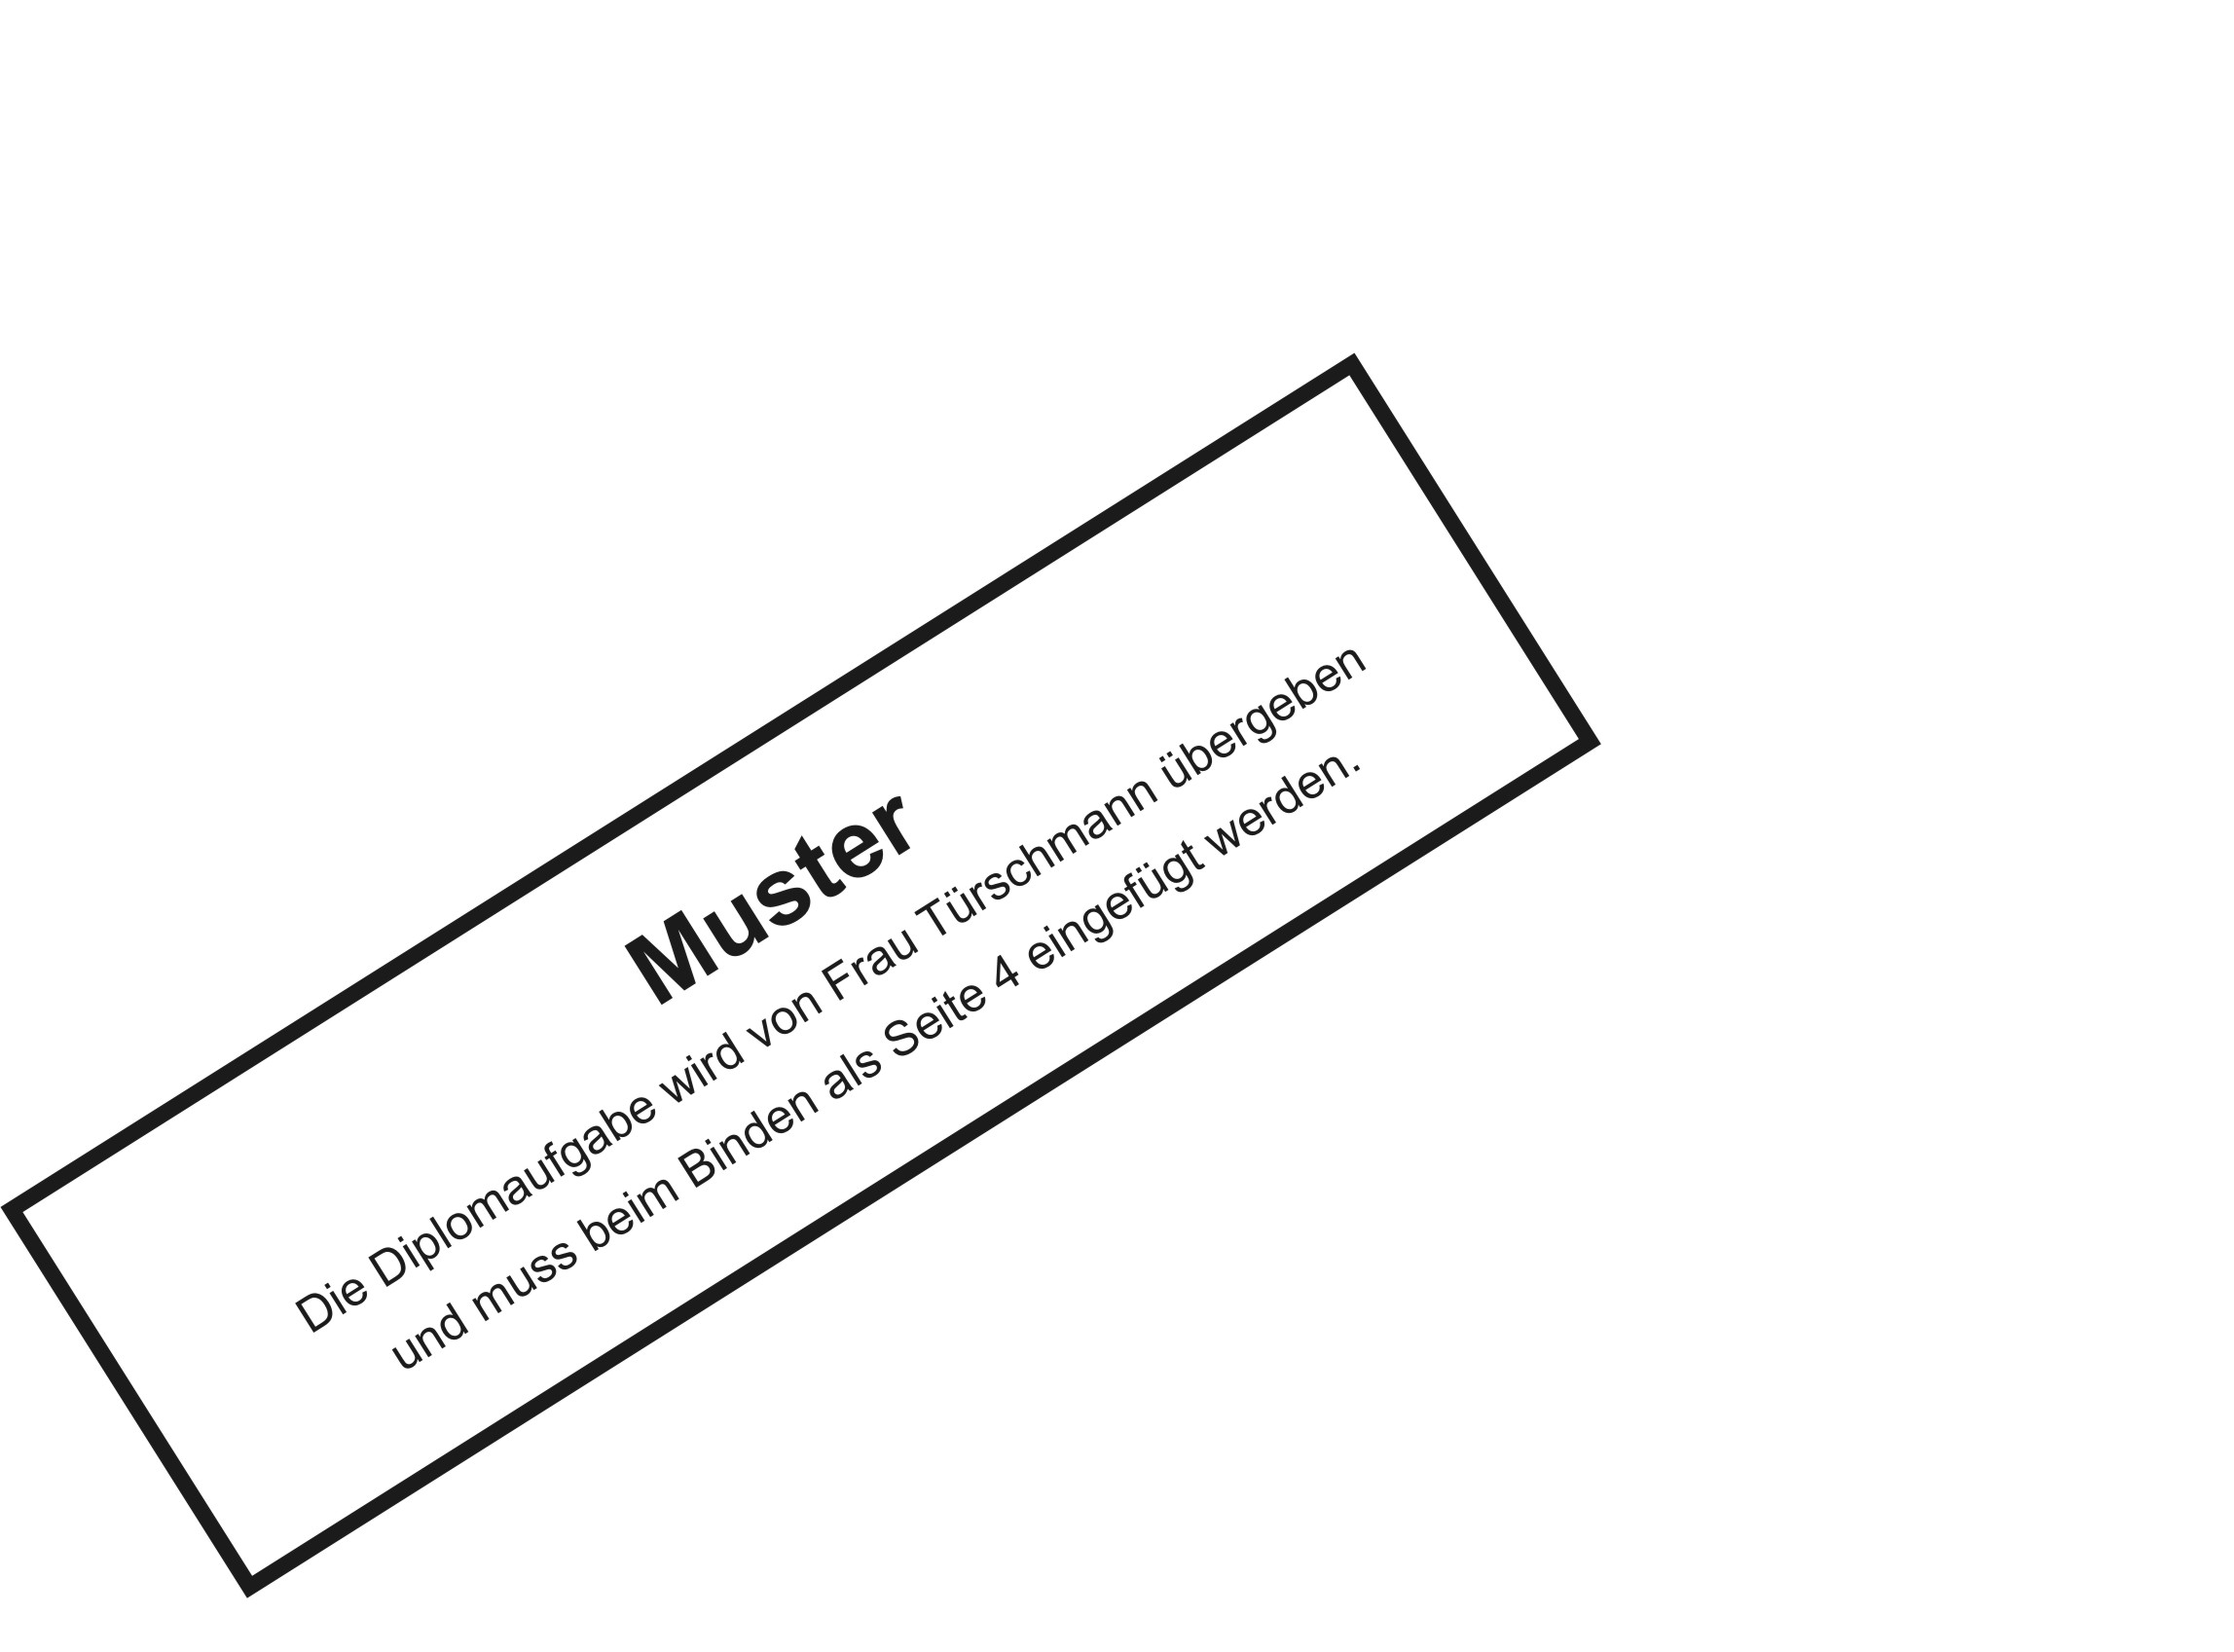 Muster
Die Diplomaufgabe wird von Frau Türschmann übergeben
und muss beim Binden als Seite 4 eingefügt werden.